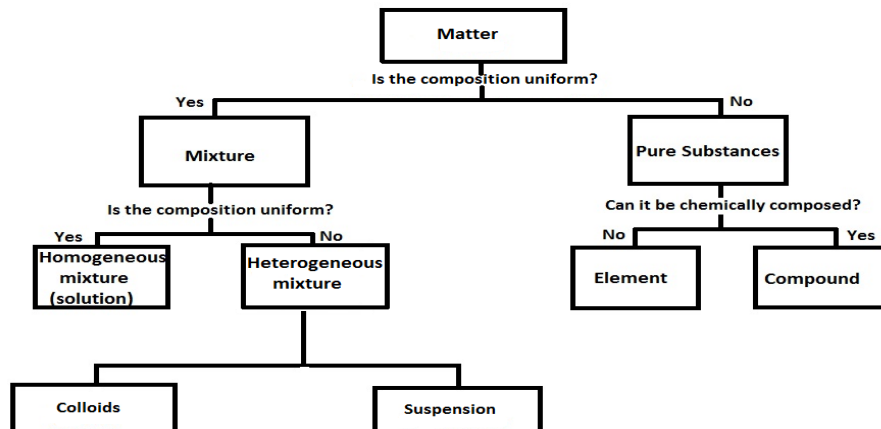 Matter
Is the composition uniform?
Yes
No
Mixture
Pure Substances
Is the composition uniform?
Can it be chemically composed?
Yes
No
No
Yes
Homogeneous
mixture
(solution)
Heterogeneous
mixture
Element
Compound
Colloids
Suspension